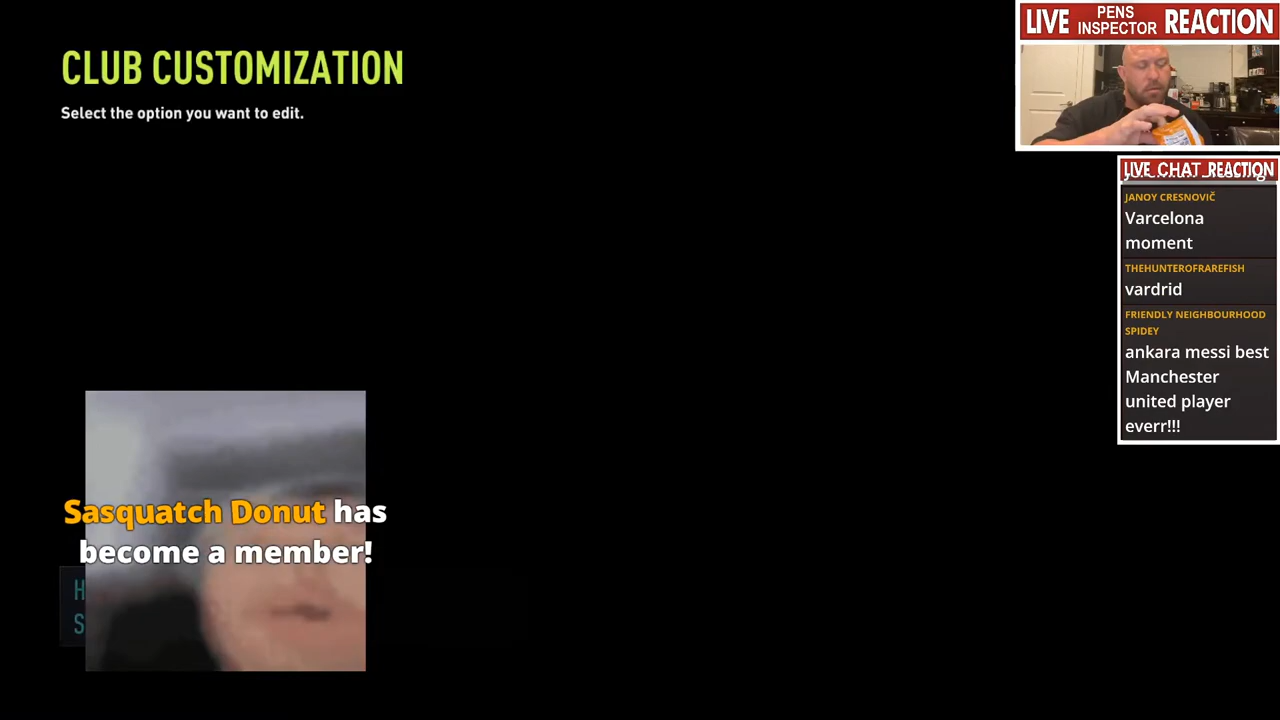 CLUB CUSTOMIZATION
Select the option you want to edit.
LIVE PENS INSPECTOR REACTION
LIVE CHAT REACTION
JANOY CRESNOVIČ
Varcelona
moment
THEHUNTEROFRAREFISH
vardrid
FRIENDLY NEIGHBOURHOOD
SPIDEY
ankara messi best
Manchester
united player
everr!!!
Sasquatch Donut has
become a member!
H
S